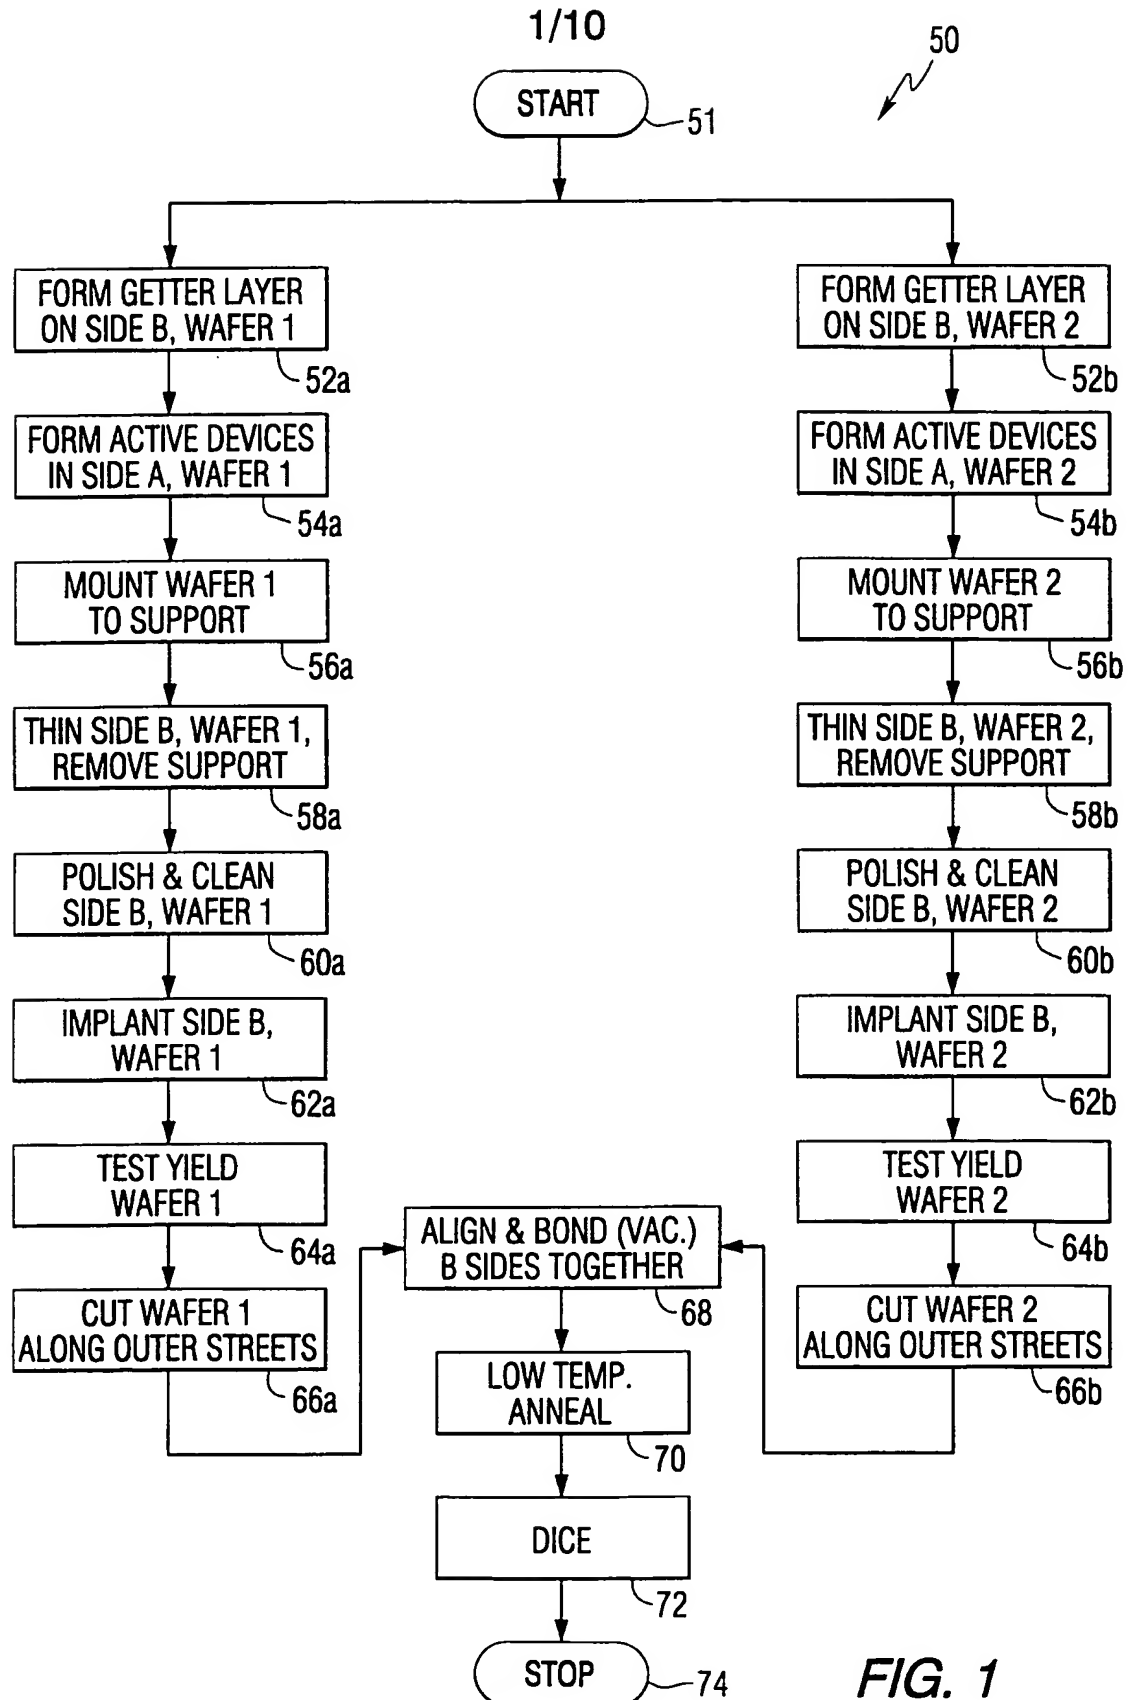 1/10
50
START
51
FORM GETTER LAYER
ON SIDE B, WAFER 1
52a
FORM ACTIVE DEVICES
IN SIDE A, WAFER 1
54a
MOUNT WAFER 1
TO SUPPORT
56a
THIN SIDE B, WAFER 1,
REMOVE SUPPORT
58a
POLISH & CLEAN
SIDE B, WAFER 1
60a
IMPLANT SIDE B,
WAFER 1
62a
TEST YIELD
WAFER 1
64a
CUT WAFER 1
ALONG OUTER STREETS
66a
FORM GETTER LAYER
ON SIDE B, WAFER 2
52b
FORM ACTIVE DEVICES
IN SIDE A, WAFER 2
54b
MOUNT WAFER 2
TO SUPPORT
56b
THIN SIDE B, WAFER 2,
REMOVE SUPPORT
58b
POLISH & CLEAN
SIDE B, WAFER 2
60b
IMPLANT SIDE B,
WAFER 2
62b
TEST YIELD
WAFER 2
64b
CUT WAFER 2
ALONG OUTER STREETS
66b
ALIGN & BOND (VAC.)
B SIDES TOGETHER
68
LOW TEMP.
ANNEAL
70
DICE
72
STOP
74
FIG. 1